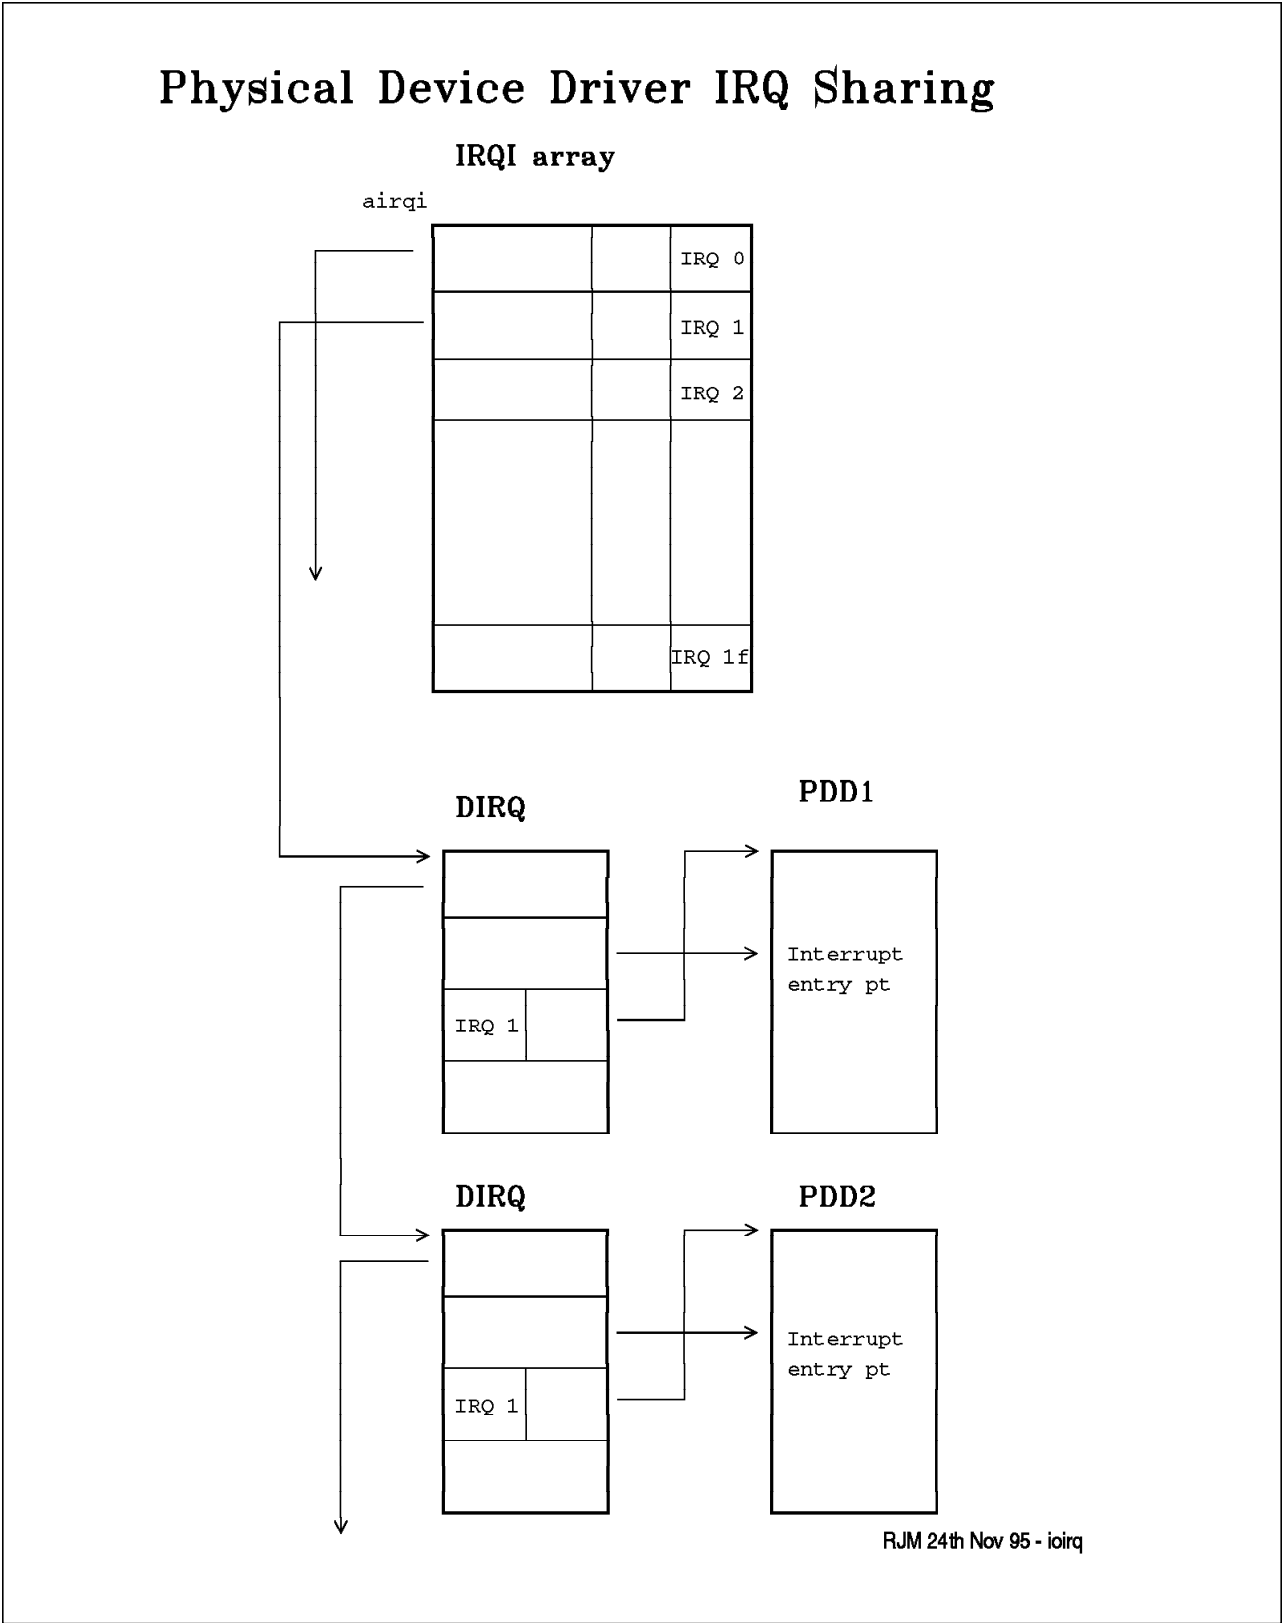 Physical Device Driver IRQ Sharing
IRQI array
airqi
IRQ 0
IRQ 1
IRQ 2
IRQ 1f
DIRQ
PDD1
Interrupt
entry pt
IRQ 1
DIRQ
PDD2
Interrupt
entry pt
IRQ 1
RJM 24th Nov 95 - ioirq